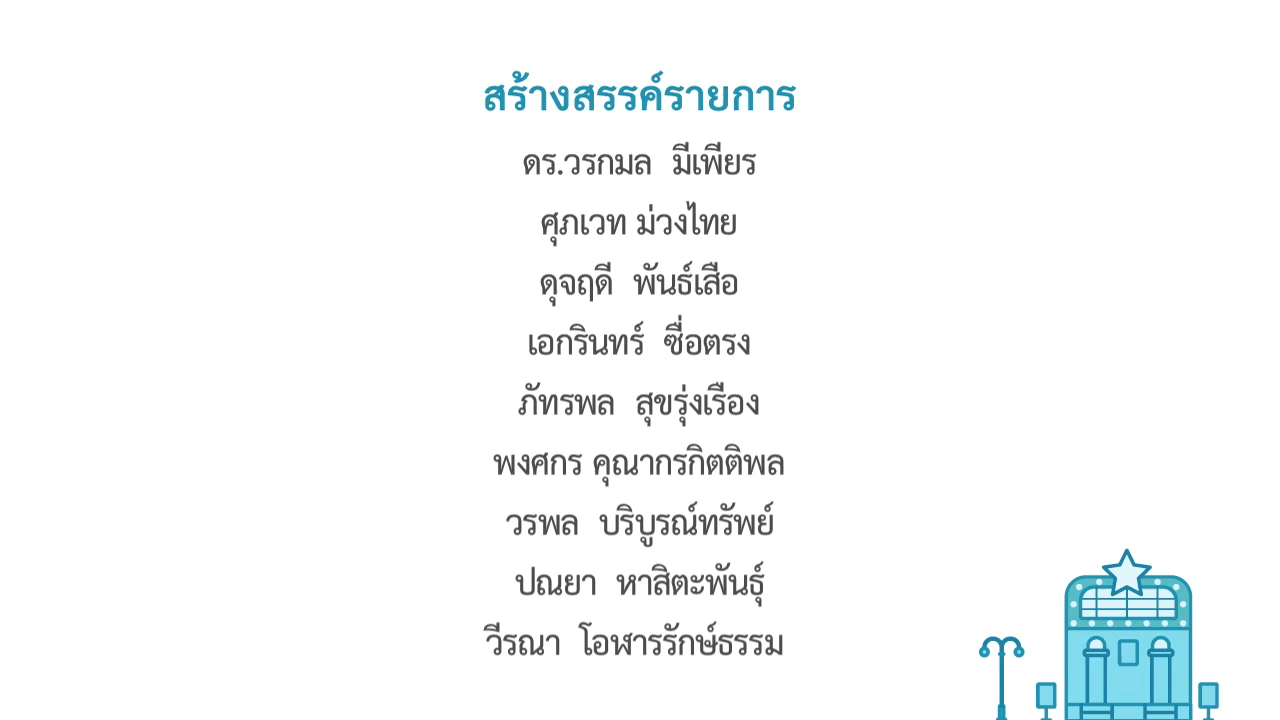 สร้างสรรค์รายการ
ดร.วรกมล มีเพียร
ศุภเวท ม่วงไทย
ดุจฤดี พันธ์เสือ
เอกรินทร์ ซื่อตรง
ภัทรพล สุขรุ่งเรือง
พงศกร คุณากรกิตติพล
วรพล บริบูรณ์ทรัพย์
ปณยา หาสิตะพันธุ์
วีรณา โอฬารรักษ์ธรรม